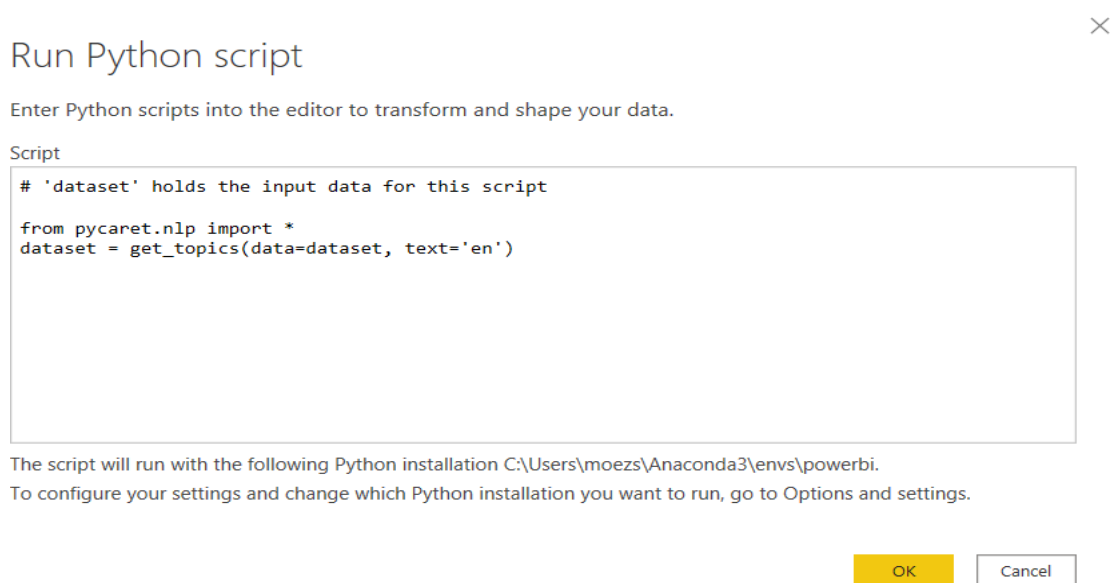 Run Python script
Enter Python scripts into the editor to transform and shape your data.
Script
# 'dataset' holds the input data for this script
from pycaret.nlp import *
dataset = get_topics(data=dataset, text='en')
The script will run with the following Python installation C:\Users\moezs\Anaconda3\envs\powerbi.
To configure your settings and change which Python installation you want to run, go to Options and settings.
OK Cancel